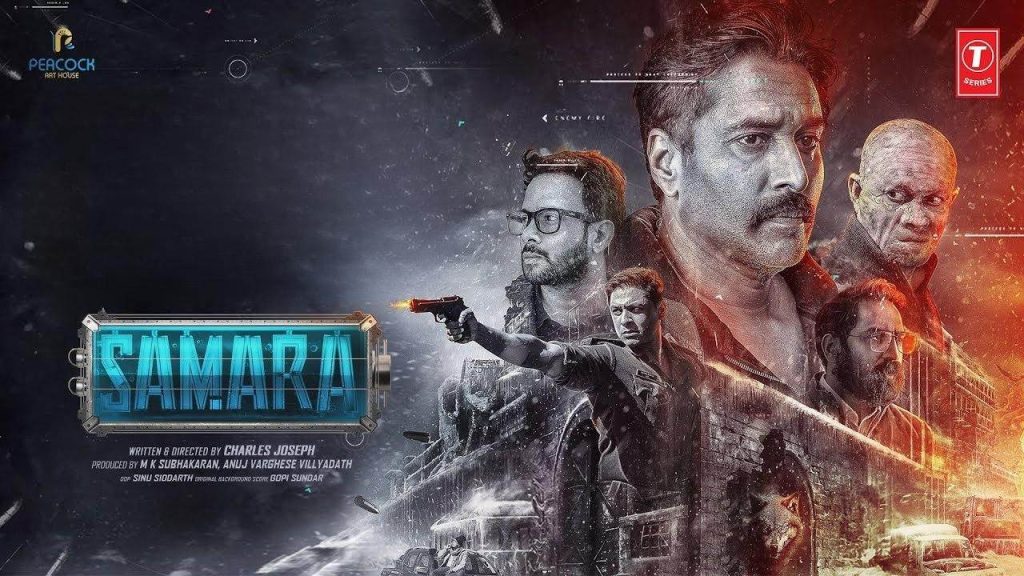 PEACOCK
ART HOUSE
T
SERIES
ENEMY FIRE
SAMARA
WRITTEN & DIRECTED BY CHARLES JOSEPH
PRODUCED BY M K SUBHAKARAN, ANUJ VARGHESE VILLYADATH
DOP SINU SIDDARTH ORIGINAL BACKGROUND SCORE GOPI SUNDAR